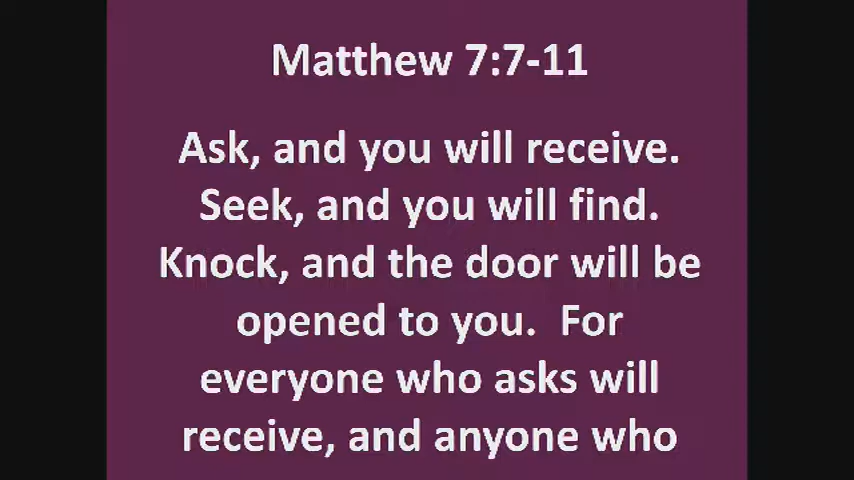 Matthew 7:7-11
Ask, and you will receive.
Seek, and you will find.
Knock, and the door will be
opened to you.  For
everyone who asks will
receive, and anyone who